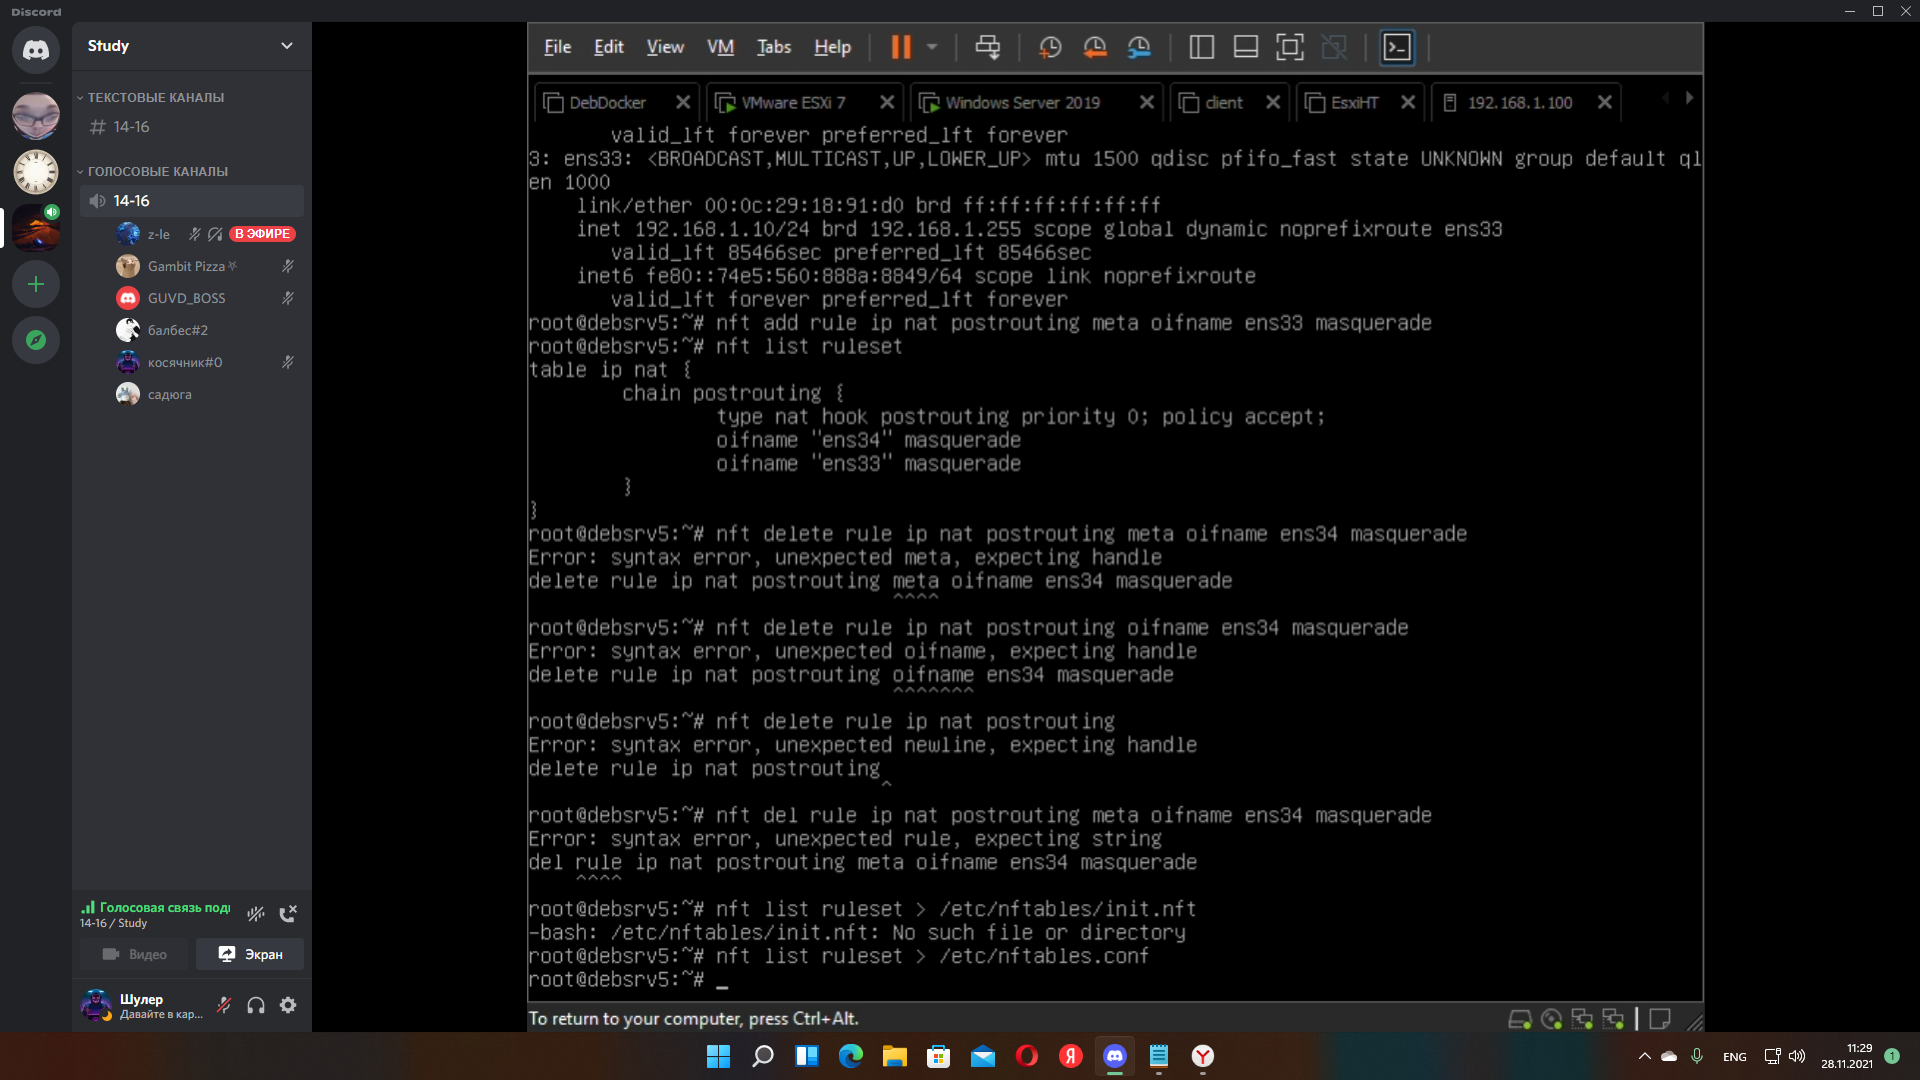 Discord
Study
ТЕКСТОВЫЕ КАНАЛЫ
# 14-16
ГОЛОСОВЫЕ КАНАЛЫ
14-16
z-le В ЭФИРЕ
Gambit Pizza
GUVD_BOSS
балбес#2
косячник#0
садюга
Голосовая связь под
14-16 / Study
Видео
Экран
Шулер
Давайте в кар...
File Edit View VM Tabs Help
DebDocker VMware ESXi 7 Windows Server 2019 client EsxiHT 192.168.1.100
valid_lft forever preferred_lft forever
3: ens33: <BROADCAST,MULTICAST,UP,LOWER_UP> mtu 1500 qdisc pfifo_fast state UNKNOWN group default ql
en 1000
link/ether 00:0c:29:18:91:d0 brd ff:ff:ff:ff:ff:ff
inet 192.168.1.10/24 brd 192.168.1.255 scope global dynamic noprefixroute ens33
valid_lft 85466sec preferred_lft 85466sec
inet6 fe80::74e5:560:888a:8849/64 scope link noprefixroute
valid_lft forever preferred_lft forever
root@debsrv5:~# nft add rule ip nat postrouting meta oifname ens33 masquerade
root@debsrv5:~# nft list ruleset
table ip nat {
chain postrouting {
type nat hook postrouting priority 0; policy accept;
oifname "ens34" masquerade
oifname "ens33" masquerade
}
}
root@debsrv5:~# nft delete rule ip nat postrouting meta oifname ens34 masquerade
Error: syntax error, unexpected meta, expecting handle
delete rule ip nat postrouting meta oifname ens34 masquerade
^^^^
root@debsrv5:~# nft delete rule ip nat postrouting oifname ens34 masquerade
Error: syntax error, unexpected oifname, expecting handle
delete rule ip nat postrouting oifname ens34 masquerade
^^^^^^^
root@debsrv5:~# nft delete rule ip nat postrouting
Error: syntax error, unexpected newline, expecting handle
delete rule ip nat postrouting
^
root@debsrv5:~# nft del rule ip nat postrouting meta oifname ens34 masquerade
Error: syntax error, unexpected rule, expecting string
del rule ip nat postrouting meta oifname ens34 masquerade
^^^^
root@debsrv5:~# nft list ruleset > /etc/nftables/init.nft
-bash: /etc/nftables/init.nft: No such file or directory
root@debsrv5:~# nft list ruleset > /etc/nftables.conf
root@debsrv5:~# _
To return to your computer, press Ctrl+Alt.
ENG
11:29
28.11.2021
1